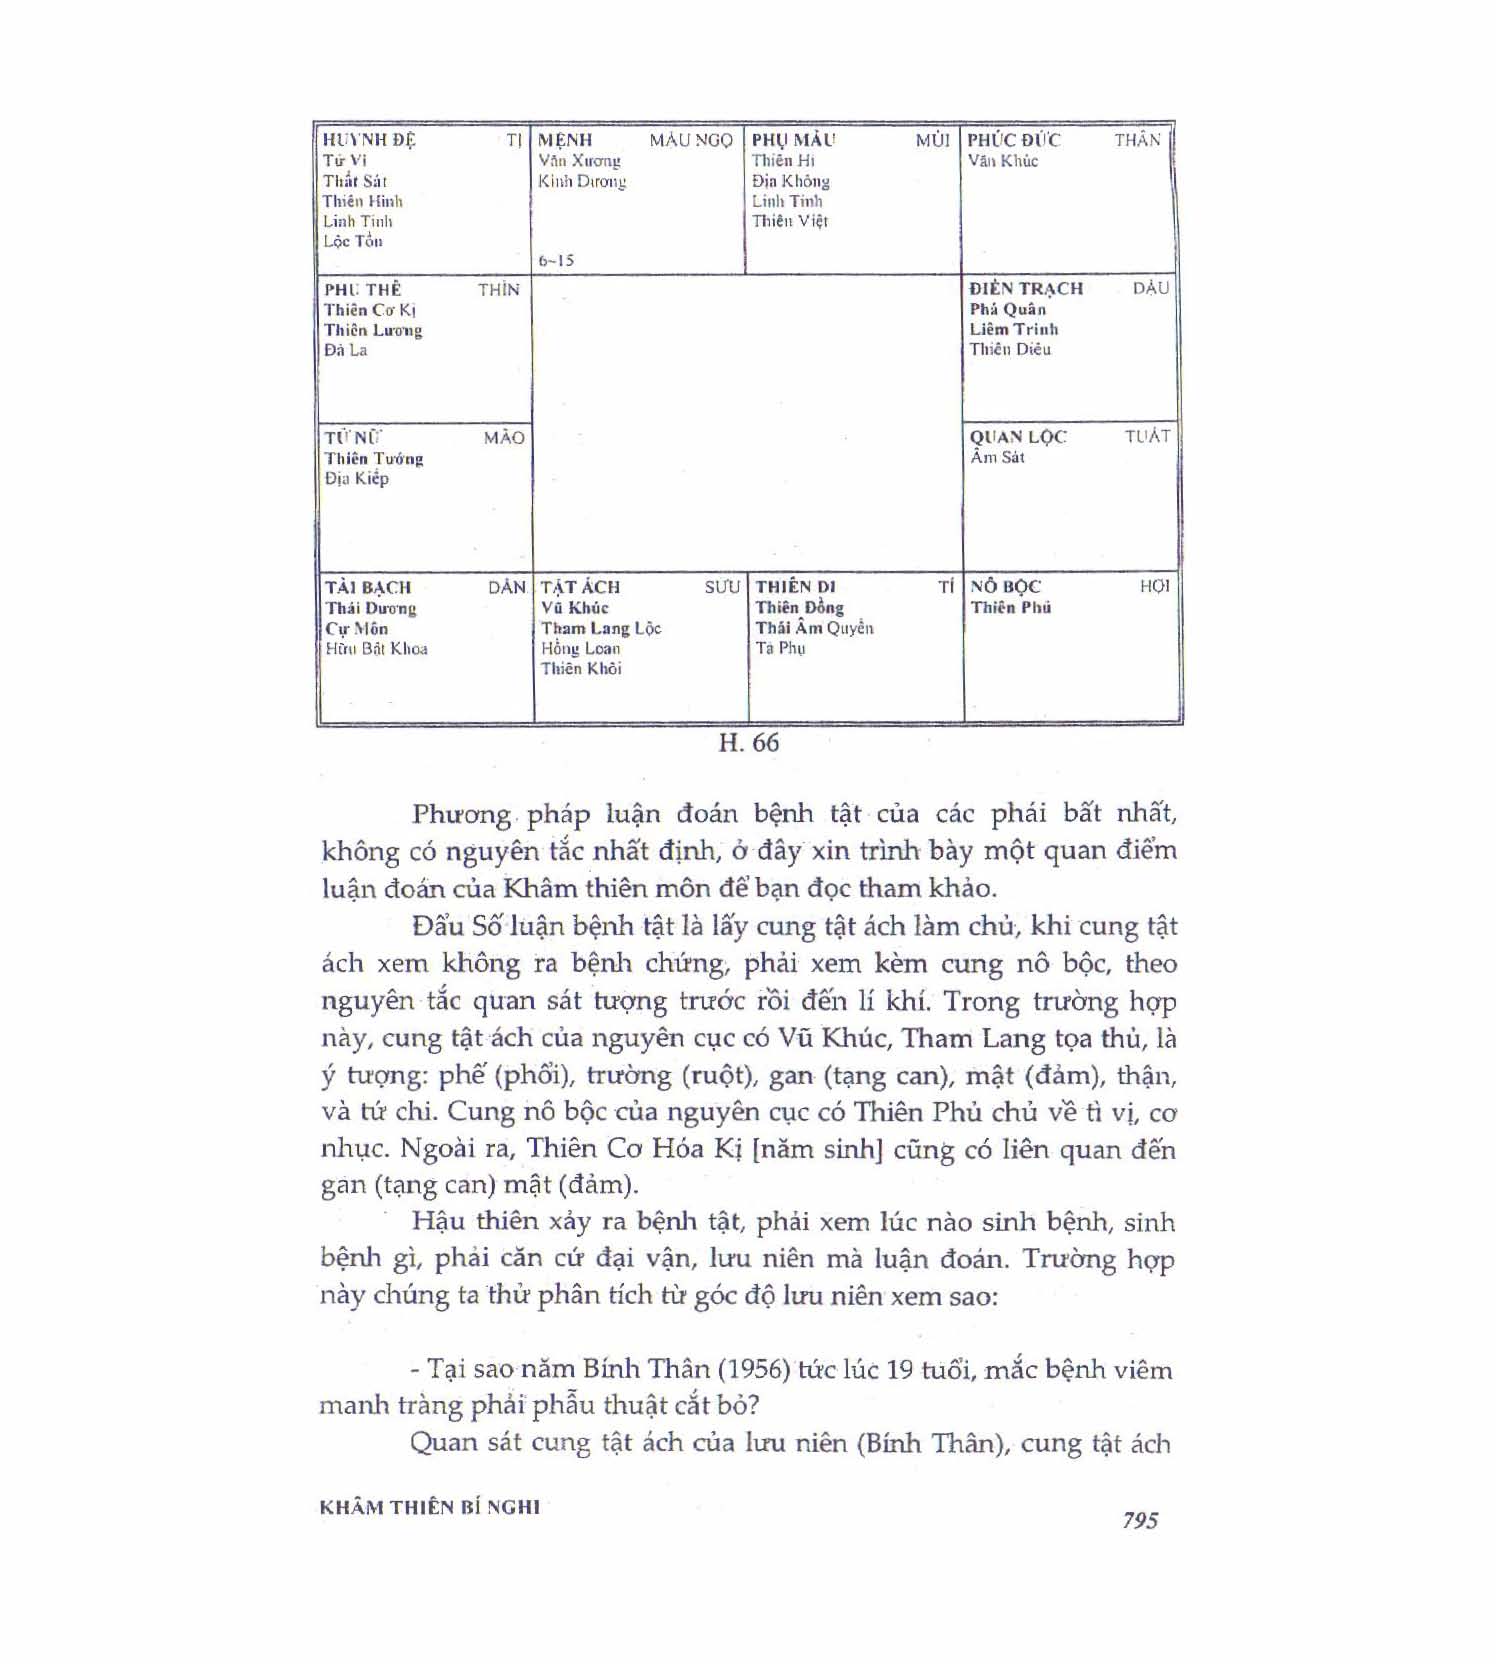 HUYNH ĐỆ TỊ
Tử Vi
Thất Sát
Thiên Hình
Linh Tinh
Lộc Tồn
MỆNH MẬU NGỌ
Văn Xương
Kình Dương
6~15
PHỤ MẪU MÙI
Thiên Hỉ
Địa Không
Linh Tinh
Thiên Việt
PHÚC ĐỨC THÂN
Văn Khúc
PHU THÊ THÌN
Thiên Cơ Kị
Thiên Lương
Đà La
ĐIỀN TRẠCH DẬU
Phá Quân
Liêm Trinh
Thiên Diêu
TỬ NỮ MÃO
Thiên Tướng
Địa Kiếp
QUAN LỘC TUẤT
Âm Sát
TÀI BẠCH DẦN
Thái Dương
Cự Môn
Hữu Bật Khoa
TẬT ÁCH SỬU
Vũ Khúc
Tham Lang Lộc
Hồng Loan
Thiên Khôi
THIÊN DI TÍ
Thiên Đồng
Thái Âm Quyền
Tả Phụ
NÔ BỘC HỢI
Thiên Phủ
H. 66
Phương pháp luận đoán bệnh tật của các phái bất nhất,
không có nguyên tắc nhất định, ở đây xin trình bày một quan điểm
luận đoán của Khâm thiên môn để bạn đọc tham khảo.
Đẩu Số luận bệnh tật là lấy cung tật ách làm chủ, khi cung tật
ách xem không ra bệnh chứng, phải xem kèm cung nô bộc, theo
nguyên tắc quan sát tượng trước rồi đến lí khí. Trong trường hợp
này, cung tật ách của nguyên cục có Vũ Khúc, Tham Lang tọa thủ, là
ý tượng: phế (phổi), trường (ruột), gan (tạng can), mật (đảm), thận,
và tứ chi. Cung nô bộc của nguyên cục có Thiên Phủ chủ về tì vị, cơ
nhục. Ngoài ra, Thiên Cơ Hóa Kị [năm sinh] cũng có liên quan đến
gan (tạng can) mật (đảm).
Hậu thiên xảy ra bệnh tật, phải xem lúc nào sinh bệnh, sinh
bệnh gì, phải căn cứ đại vận, lưu niên mà luận đoán. Trường hợp
này chúng ta thử phân tích từ góc độ lưu niên xem sao:
- Tại sao năm Bính Thân (1956) tức lúc 19 tuổi, mắc bệnh viêm
manh tràng phải phẫu thuật cắt bỏ?
Quan sát cung tật ách của lưu niên (Bính Thân), cung tật ách
KHÂM THIÊN BÍ NGHI
795